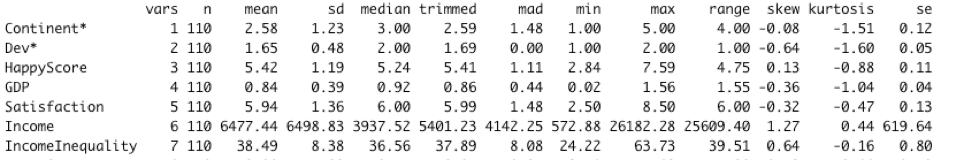 vars n mean sd median trimmed mad min max range skew kurtosis se
Continent* 1 110 2.58 1.23 3.00 2.59 1.48 1.00 5.00 4.00 -0.08 -1.51 0.12
Dev* 2 110 1.65 0.48 2.00 1.69 0.00 1.00 2.00 1.00 -0.64 -1.60 0.05
HappyScore 3 110 5.42 1.19 5.24 5.41 1.11 2.84 7.59 4.75 0.13 -0.88 0.11
GDP 4 110 0.84 0.39 0.92 0.86 0.44 0.02 1.56 1.55 -0.36 -1.04 0.04
Satisfaction 5 110 5.94 1.36 6.00 5.99 1.48 2.50 8.50 6.00 -0.32 -0.47 0.13
Income 6 110 6477.44 6498.83 3937.52 5401.23 4142.25 572.88 26182.28 25609.40 1.27 0.44 619.64
IncomeInequality 7 110 38.49 8.38 36.56 37.89 8.08 24.22 63.73 39.51 0.64 -0.16 0.80